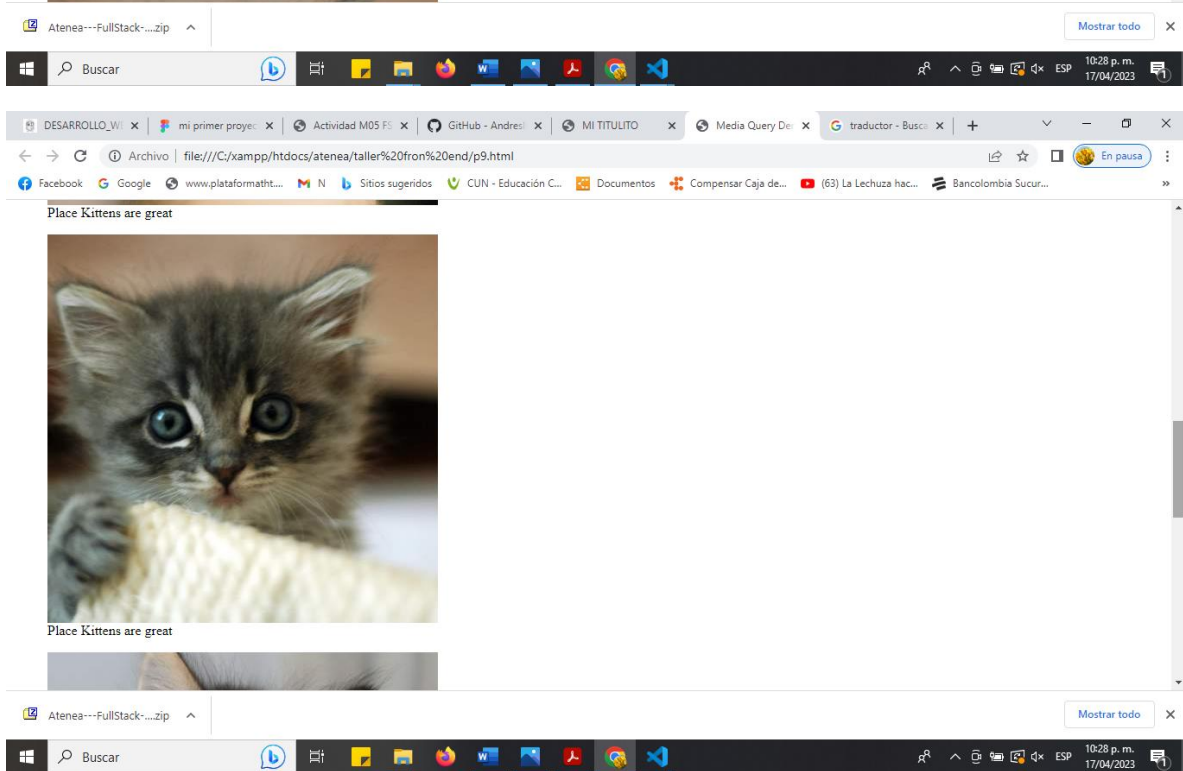 Atenea---FullStack-....zip
Mostrar todo
Buscar
ESP
10:28 p. m.
17/04/2023
DESARROLLO_W
mi primer proyec
Actividad M05 FS
GitHub - Andres
MI TITULITO
Media Query De
traductor - Busca
Archivo
file:///C:/xampp/htdocs/atenea/taller%20fron%20end/p9.html
En pausa
Facebook
Google
www.plataformatht....
N
Sitios sugeridos
CUN - Educación C...
Documentos
Compensar Caja de...
(63) La Lechuza hac...
Bancolombia Sucur...
Place Kittens are great
Place Kittens are great
Atenea---FullStack-....zip
Mostrar todo
Buscar
ESP
10:28 p. m.
17/04/2023